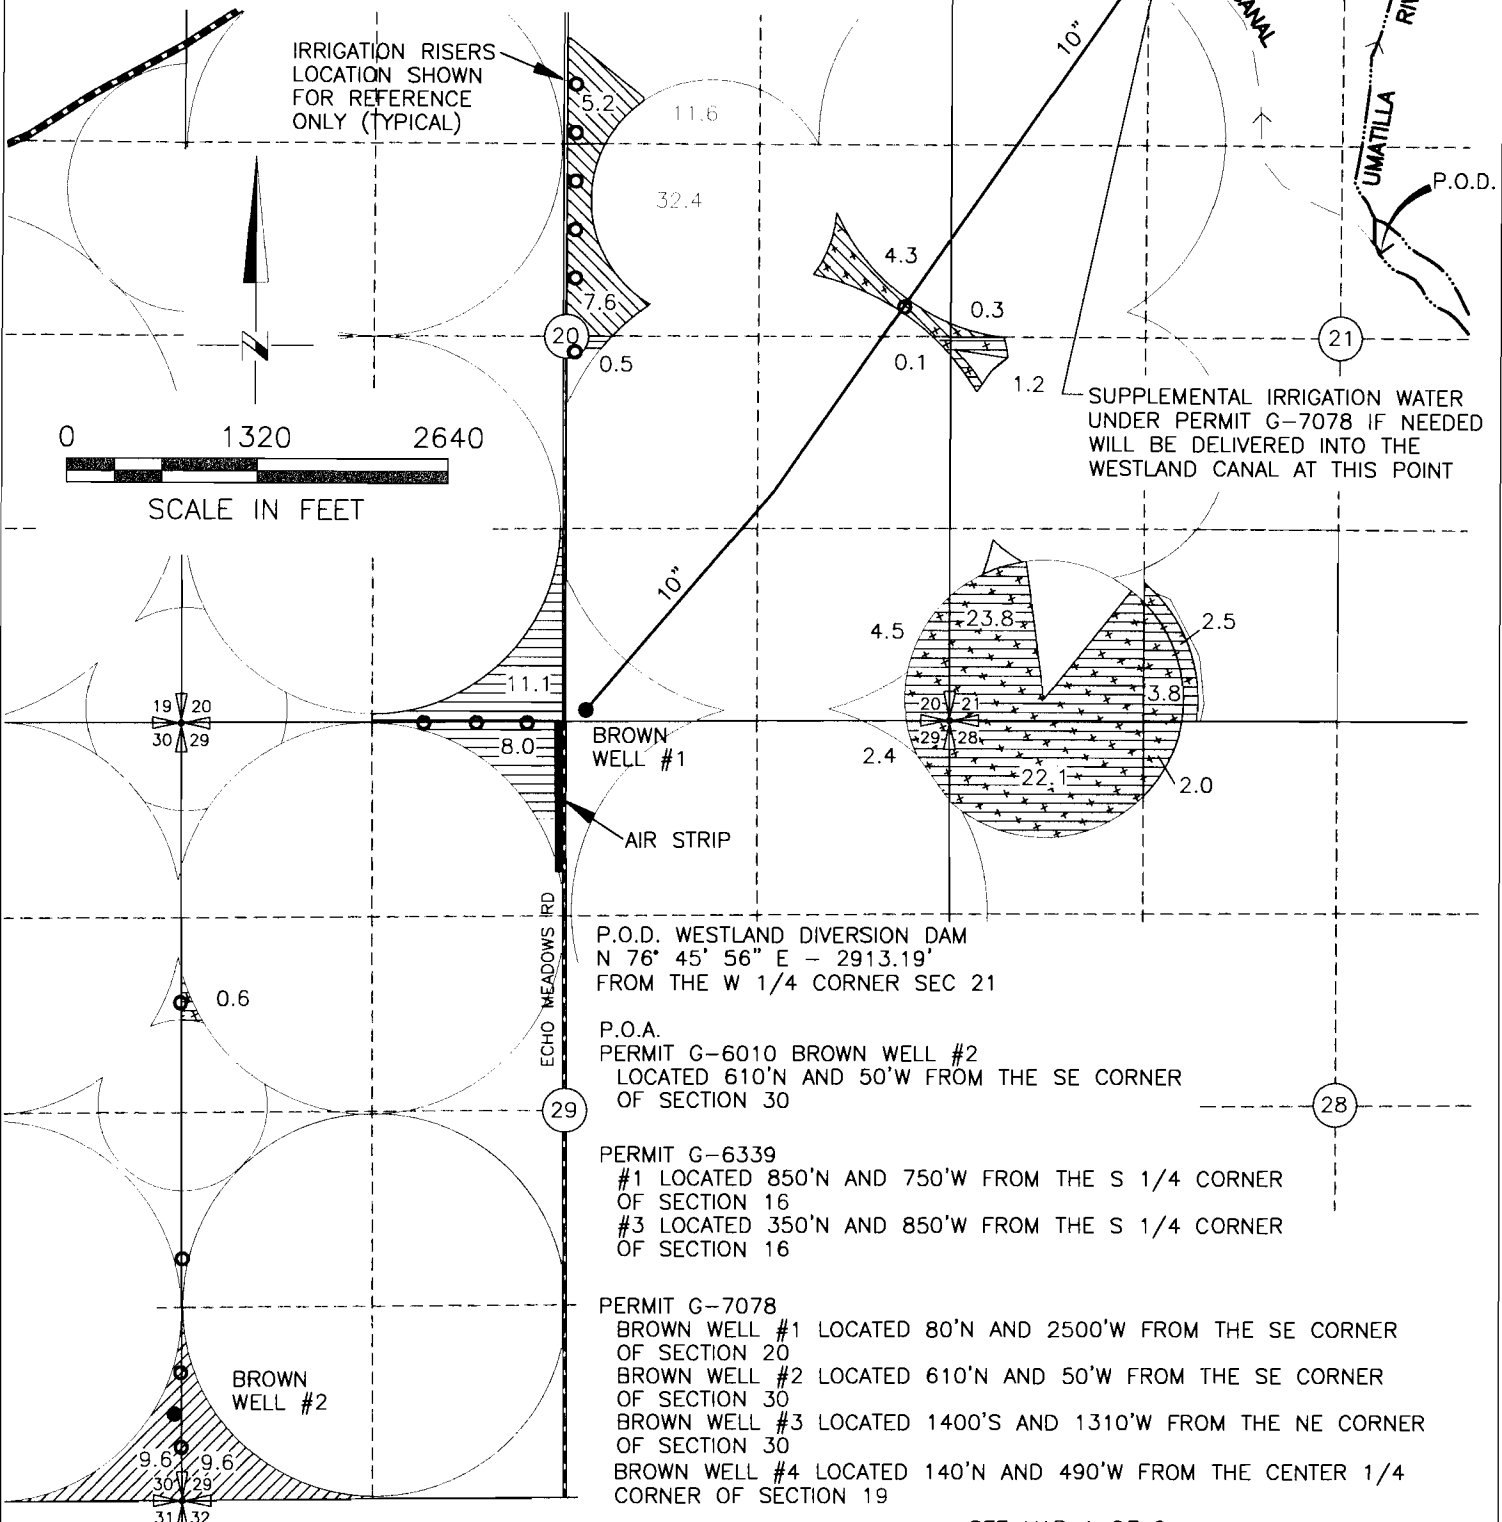 CANAL
10"
RIV
IRRIGATION RISERS
LOCATION SHOWN
FOR REFERENCE
ONLY (TYPICAL)
5.2
11.6
UMATILLA
P.O.D.
32.4
4.3
7.6
0.3
20
21
0.5
0.1
1.2
N
SUPPLEMENTAL IRRIGATION WATER
UNDER PERMIT G-7078 IF NEEDED
WILL BE DELIVERED INTO THE
WESTLAND CANAL AT THIS POINT
0 1320 2640
SCALE IN FEET
10"
4.5
23.8
2.5
11.1
3.8
19 20
30 29
20 21
29 28
8.0
BROWN
WELL #1
2.4
22.1
2.0
AIR STRIP
ECHO MEADOWS RD
P.O.D. WESTLAND DIVERSION DAM
N 76° 45' 56" E - 2913.19'
FROM THE W 1/4 CORNER SEC 21
0.6
P.O.A.
PERMIT G-6010 BROWN WELL #2
LOCATED 610'N AND 50'W FROM THE SE CORNER
OF SECTION 30
29
28
PERMIT G-6339
#1 LOCATED 850'N AND 750'W FROM THE S 1/4 CORNER
OF SECTION 16
#3 LOCATED 350'N AND 850'W FROM THE S 1/4 CORNER
OF SECTION 16
PERMIT G-7078
BROWN WELL #1 LOCATED 80'N AND 2500'W FROM THE SE CORNER
OF SECTION 20
BROWN WELL #2 LOCATED 610'N AND 50'W FROM THE SE CORNER
OF SECTION 30
BROWN WELL #3 LOCATED 1400'S AND 1310'W FROM THE NE CORNER
OF SECTION 30
BROWN WELL #4 LOCATED 140'N AND 490'W FROM THE CENTER 1/4
CORNER OF SECTION 19
BROWN
WELL #2
9.6 9.6
30 29
31 32